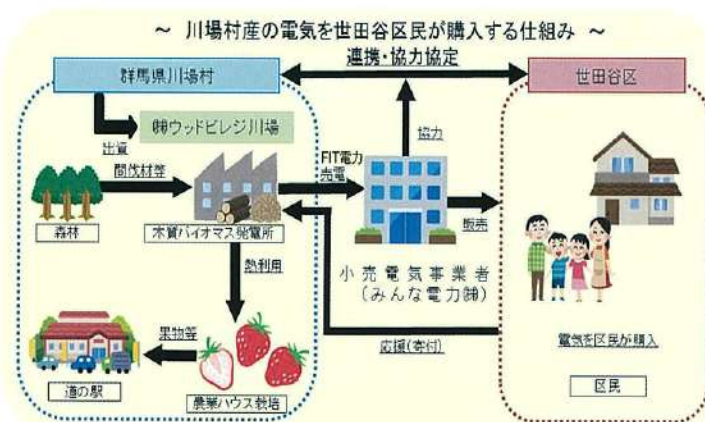 ～ 川場村産の電気を世田谷区民が購入する仕組み ～
連携・協力協定
群馬県川場村
世田谷区
㈱ウッドビレジ川場
出資
協力
間伐材等
FIT電力
売電
販売
森林
木質バイオマス発電所
熱利用
小売電気事業者
（みんな電力㈱）
果物等
応援(寄付)
電気を区民が購入
道の駅
農業ハウス栽培
区民